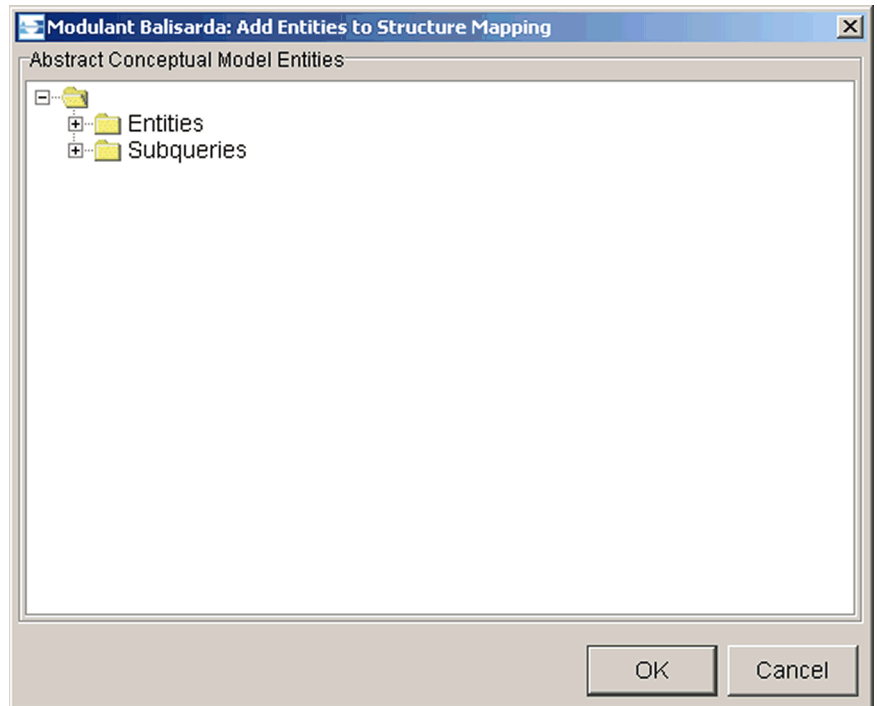 Modulant Balisarda: Add Entities to Structure Mapping
Abstract Conceptual Model Entities
Entities
Subqueries
OK Cancel